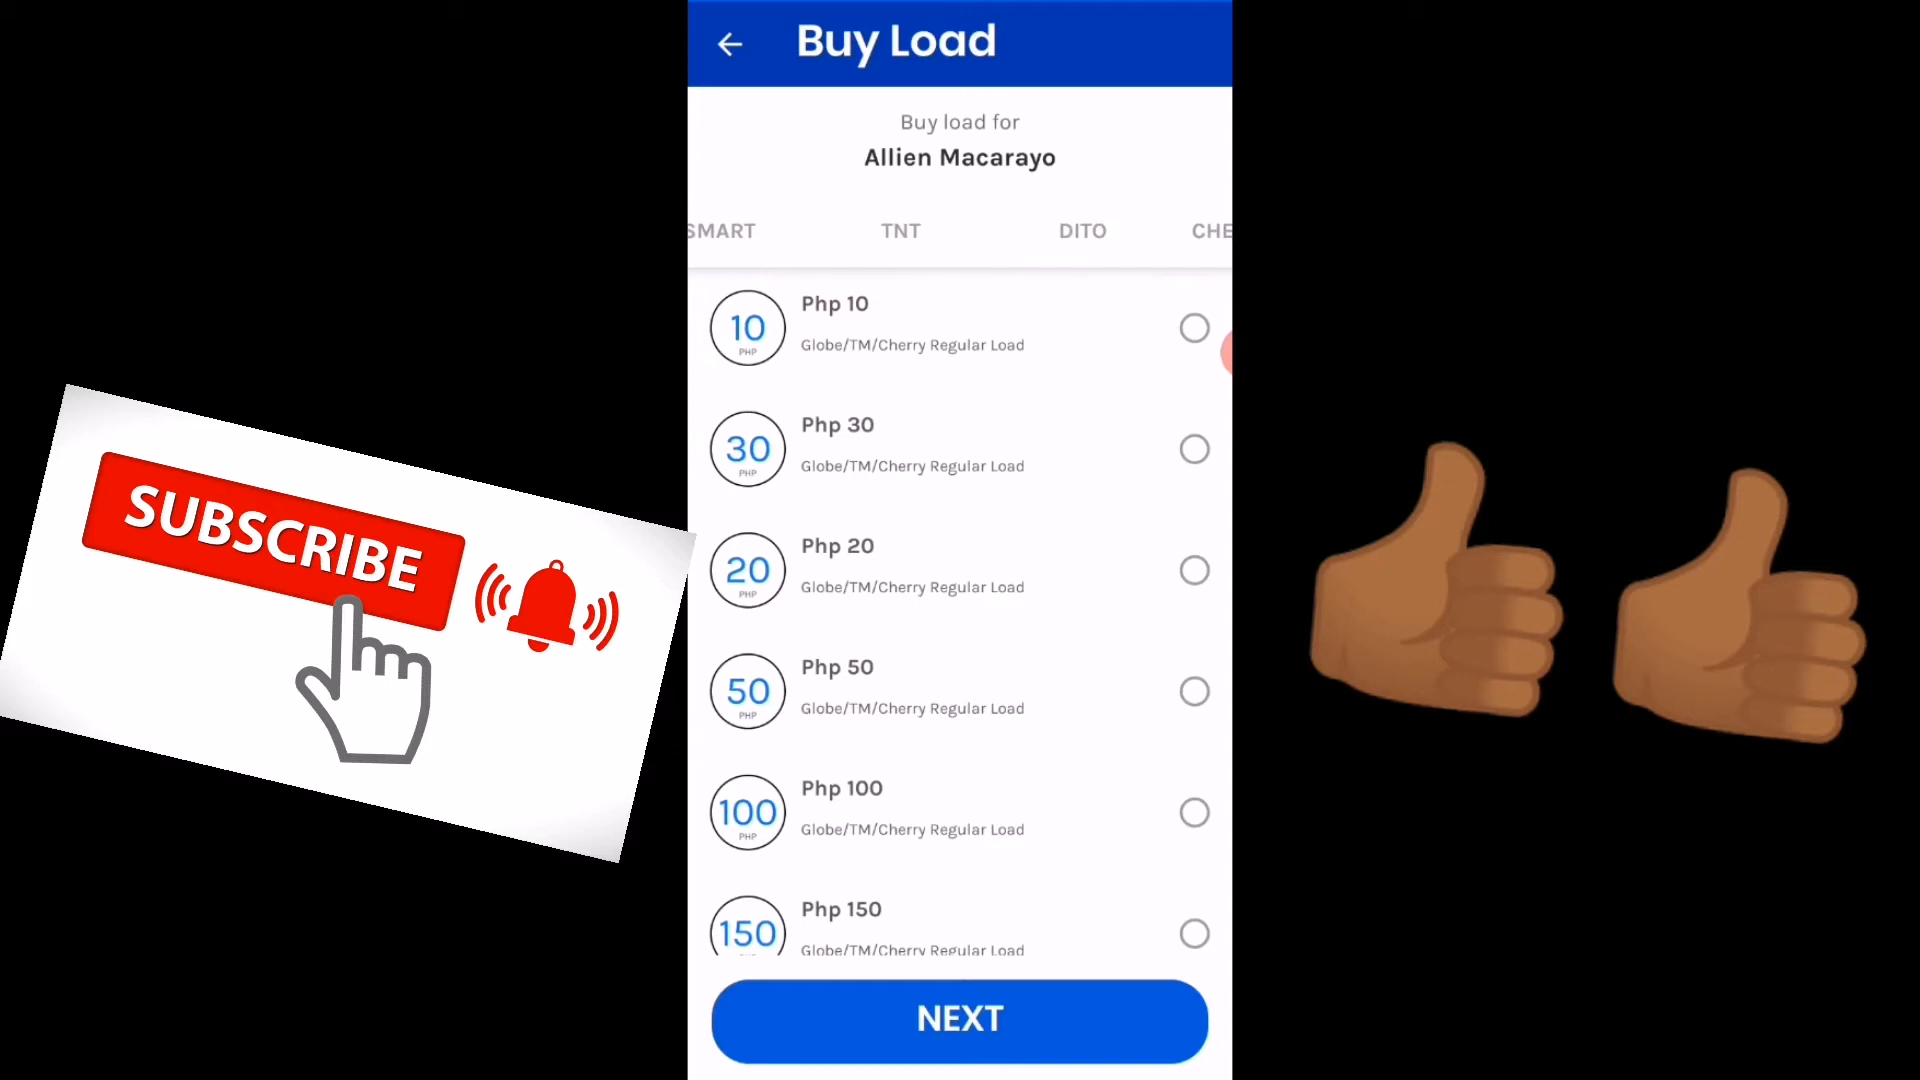 Buy Load
Buy load for
Allien Macarayo
SMART TNT DITO CHE
10 PHP
Php 10
Globe/TM/Cherry Regular Load
30 PHP
Php 30
Globe/TM/Cherry Regular Load
20 PHP
Php 20
Globe/TM/Cherry Regular Load
50 PHP
Php 50
Globe/TM/Cherry Regular Load
100 PHP
Php 100
Globe/TM/Cherry Regular Load
150
Php 150
Globe/TM/Cherry Regular Load
NEXT
SUBSCRIBE